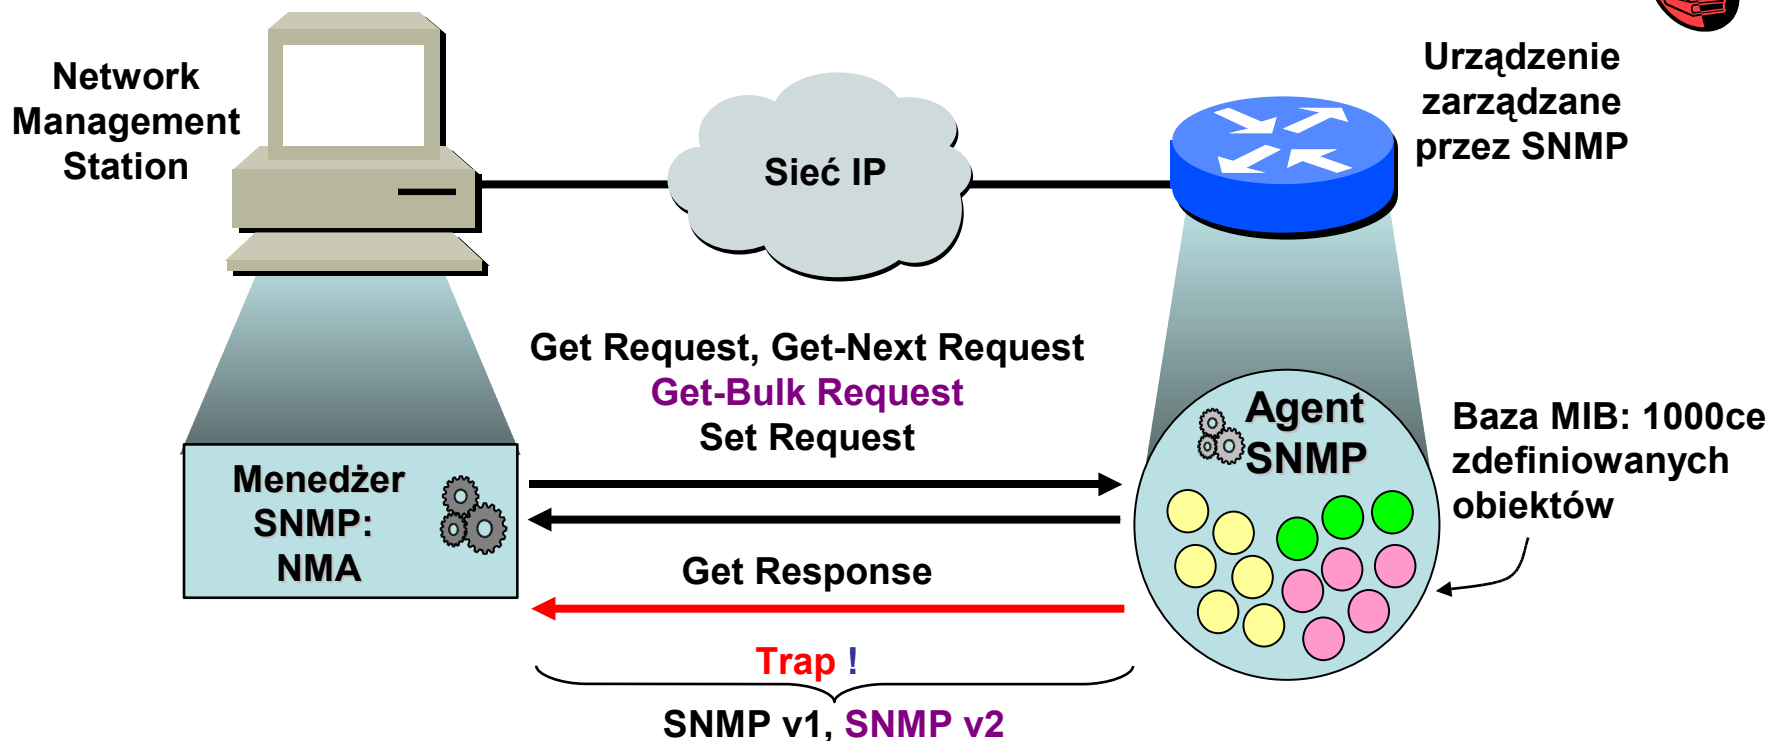 Network
Management
Station
Sieć IP
Urządzenie
zarządzane
przez SNMP
Get Request, Get-Next Request
Get-Bulk Request
Set Request
Menedżer
SNMP:
NMA
Agent
SNMP
Baza MIB: 1000ce
zdefiniowanych
obiektów
Get Response
Trap !
SNMP v1, SNMP v2